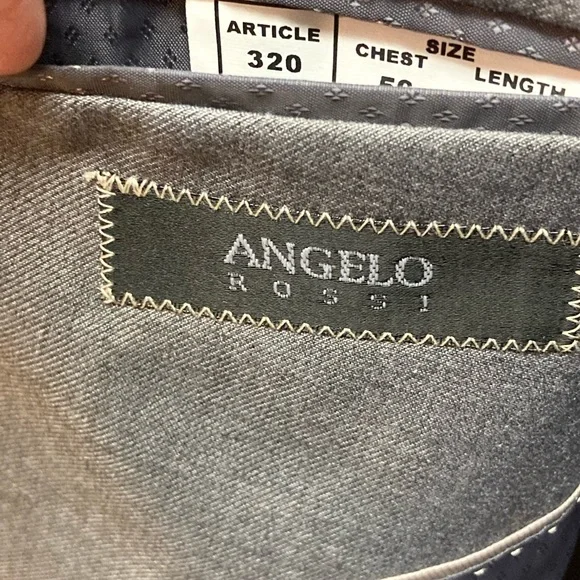 ARTICLE
320
SIZE
CHEST
LENGTH
ANGELO
ROSSI